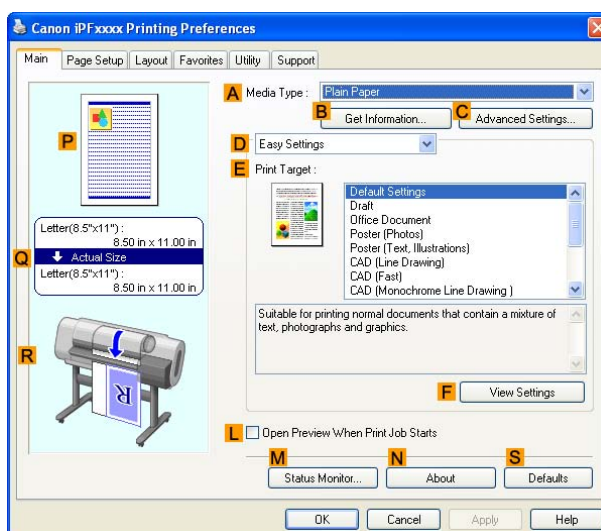 Canon iPFxxxx Printing Preferences
Main Page Setup Layout Favorites Utility Support
A Media Type : Plain Paper
B Get Information... C Advanced Settings...
D Easy Settings
E Print Target :
P
Default Settings
Draft
Office Document
Poster (Photos)
Poster (Text, Illustrations)
CAD (Line Drawing)
CAD (Fast)
CAD (Monochrome Line Drawing )
Letter(8.5"x11") :
8.50 in x 11.00 in
Q Actual Size
Letter(8.5"x11") :
8.50 in x 11.00 in
Suitable for printing normal documents that contain a mixture of
text, photographs and graphics.
R
R
F View Settings
L Open Preview When Print Job Starts
M Status Monitor... N About S Defaults
OK Cancel Apply Help